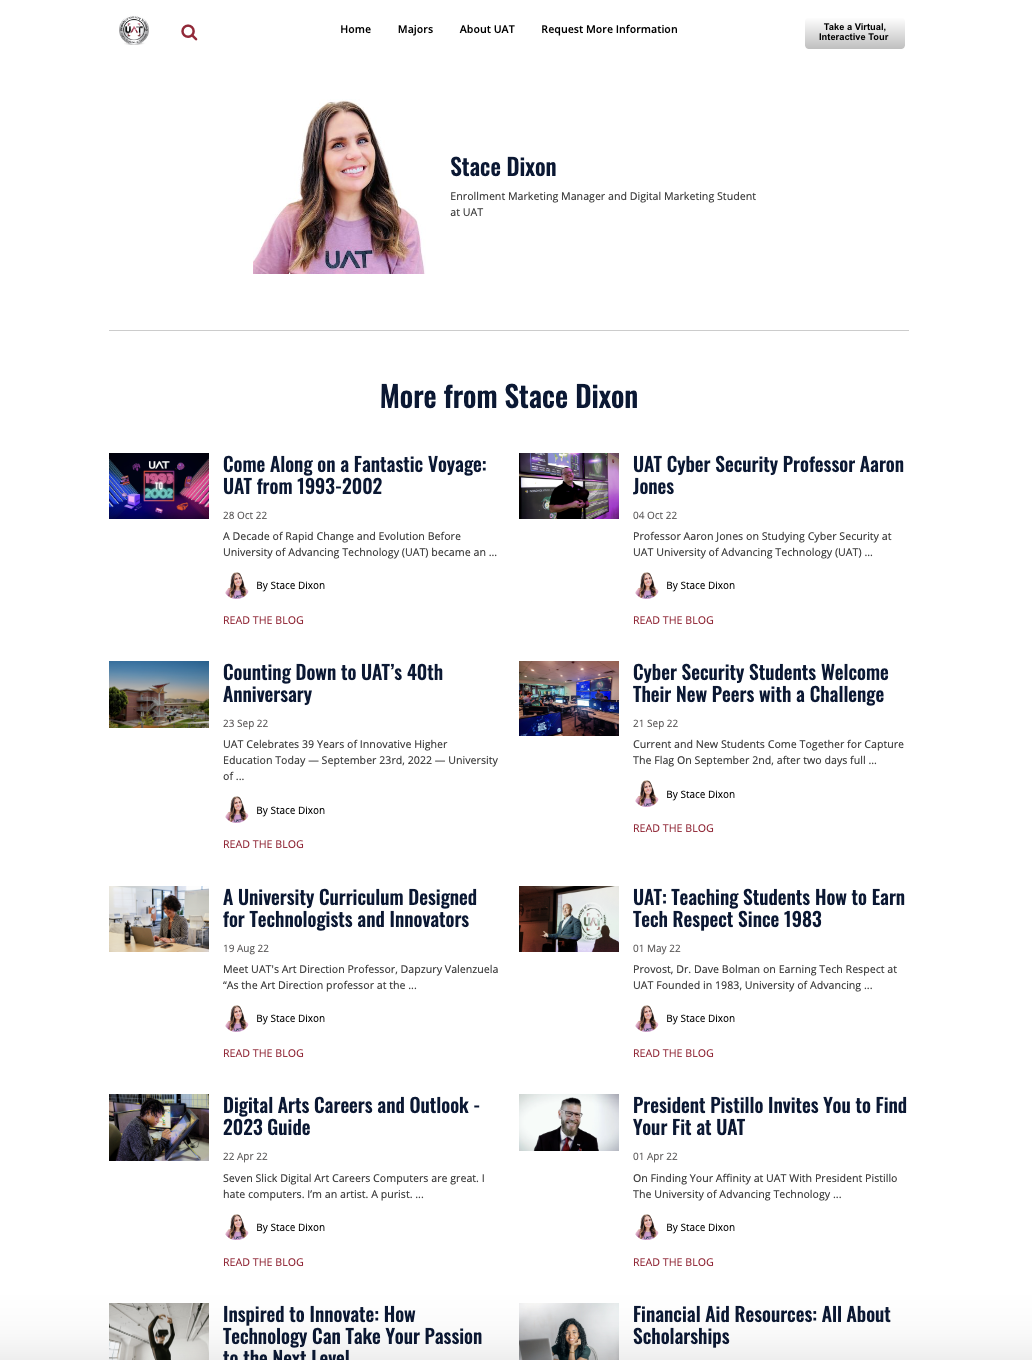 UAT
Home
Majors
About UAT
Request More Information
Take a Virtual,
Interactive Tour
UAT
Stace Dixon
Enrollment Marketing Manager and Digital Marketing Student
at UAT
More from Stace Dixon
UAT
1993
TO
2002
Come Along on a Fantastic Voyage:
UAT from 1993-2002
28 Oct 22
A Decade of Rapid Change and Evolution Before
University of Advancing Technology (UAT) became an ...
By Stace Dixon
READ THE BLOG
UAT Cyber Security Professor Aaron
Jones
04 Oct 22
Professor Aaron Jones on Studying Cyber Security at
UAT University of Advancing Technology (UAT) ...
By Stace Dixon
READ THE BLOG
Counting Down to UAT’s 40th
Anniversary
23 Sep 22
UAT Celebrates 39 Years of Innovative Higher
Education Today — September 23rd, 2022 — University
of ...
By Stace Dixon
READ THE BLOG
Cyber Security Students Welcome
Their New Peers with a Challenge
21 Sep 22
Current and New Students Come Together for Capture
The Flag On September 2nd, after two days full ...
By Stace Dixon
READ THE BLOG
A University Curriculum Designed
for Technologists and Innovators
19 Aug 22
Meet UAT's Art Direction Professor, Dapzury Valenzuela
“As the Art Direction professor at the ...
By Stace Dixon
READ THE BLOG
UAT
UAT: Teaching Students How to Earn
Tech Respect Since 1983
01 May 22
Provost, Dr. Dave Bolman on Earning Tech Respect at
UAT Founded in 1983, University of Advancing ...
By Stace Dixon
READ THE BLOG
Digital Arts Careers and Outlook -
2023 Guide
22 Apr 22
Seven Slick Digital Art Careers Computers are great. I
hate computers. I’m an artist. A purist. ...
By Stace Dixon
READ THE BLOG
President Pistillo Invites You to Find
Your Fit at UAT
01 Apr 22
On Finding Your Affinity at UAT With President Pistillo
The University of Advancing Technology ...
By Stace Dixon
READ THE BLOG
Inspired to Innovate: How
Technology Can Take Your Passion
to the Next Level
Financial Aid Resources: All About
Scholarships